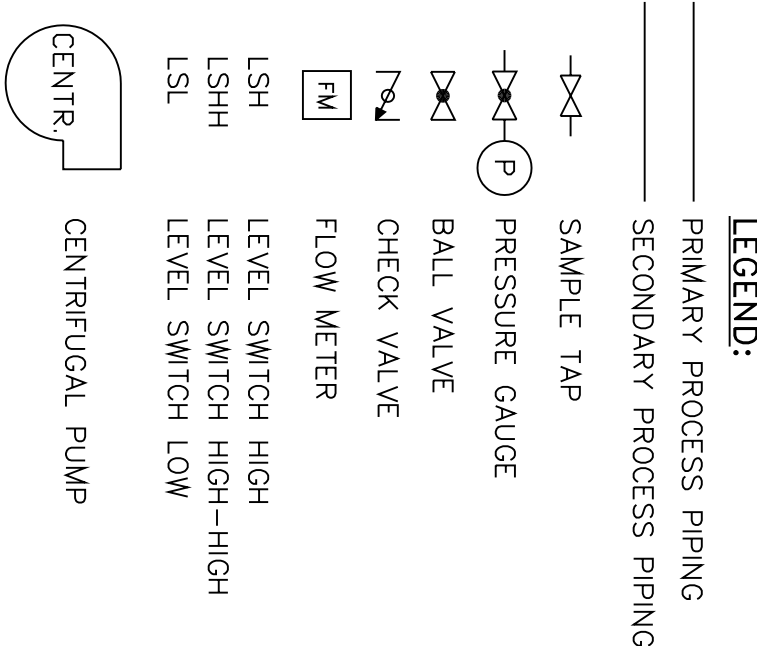 LEGEND:
PRIMARY PROCESS PIPING
SECONDARY PROCESS PIPING
SAMPLE TAP
P PRESSURE GAUGE
BALL VALVE
CHECK VALVE
FM FLOW METER
LSH LEVEL SWITCH HIGH
LSHH LEVEL SWITCH HIGH-HIGH
LSL LEVEL SWITCH LOW
CENTR. CENTRIFUGAL PUMP